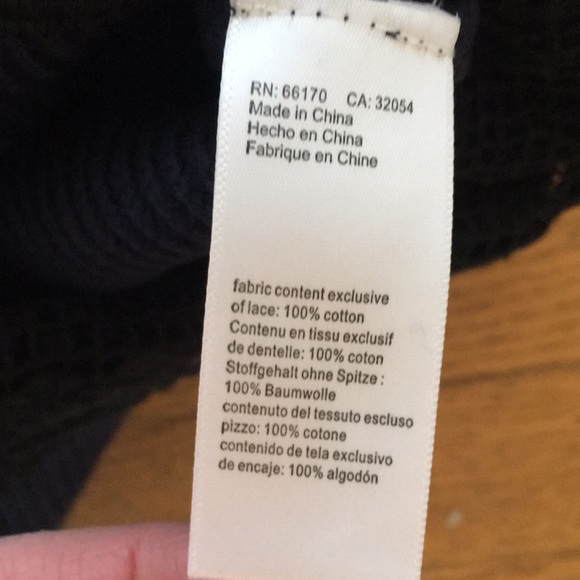 RN: 66170 CA: 32054
Made in China
Hecho en China
Fabrique en Chine
fabric content exclusive
of lace: 100% cotton
Contenu en tissu exclusif
de dentelle: 100% coton
Stoffgehalt ohne Spitze :
100% Baumwolle
contenuto del tessuto escluso
pizzo: 100% cotone
contenido de tela exclusivo
de encaje: 100% algodón